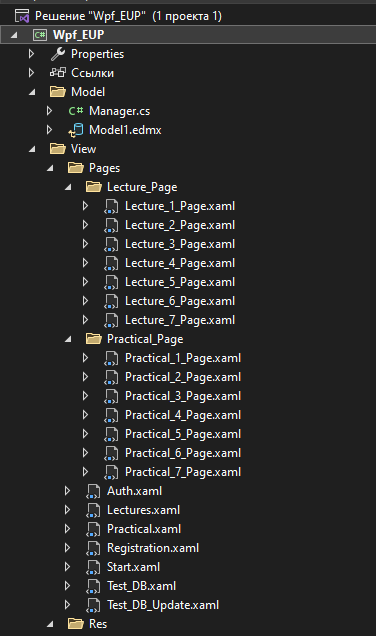 Решение "Wpf_EUP" (1 проекта 1)
C# Wpf_EUP
Properties
Ссылки
Model
C# Manager.cs
Model1.edmx
View
Pages
Lecture_Page
Lecture_1_Page.xaml
Lecture_2_Page.xaml
Lecture_3_Page.xaml
Lecture_4_Page.xaml
Lecture_5_Page.xaml
Lecture_6_Page.xaml
Lecture_7_Page.xaml
Practical_Page
Practical_1_Page.xaml
Practical_2_Page.xaml
Practical_3_Page.xaml
Practical_4_Page.xaml
Practical_5_Page.xaml
Practical_6_Page.xaml
Practical_7_Page.xaml
Auth.xaml
Lectures.xaml
Practical.xaml
Registration.xaml
Start.xaml
Test_DB.xaml
Test_DB_Update.xaml
Res